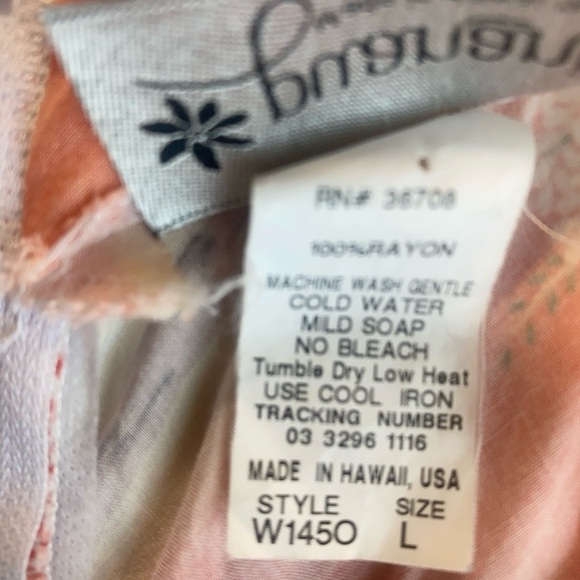 RN# 36708
100% RAYON
MACHINE WASH GENTLE
COLD WATER
MILD SOAP
NO BLEACH
Tumble Dry Low Heat
USE COOL IRON
TRACKING NUMBER
03 3296 1116
MADE IN HAWAII, USA
STYLE SIZE
W1450 L